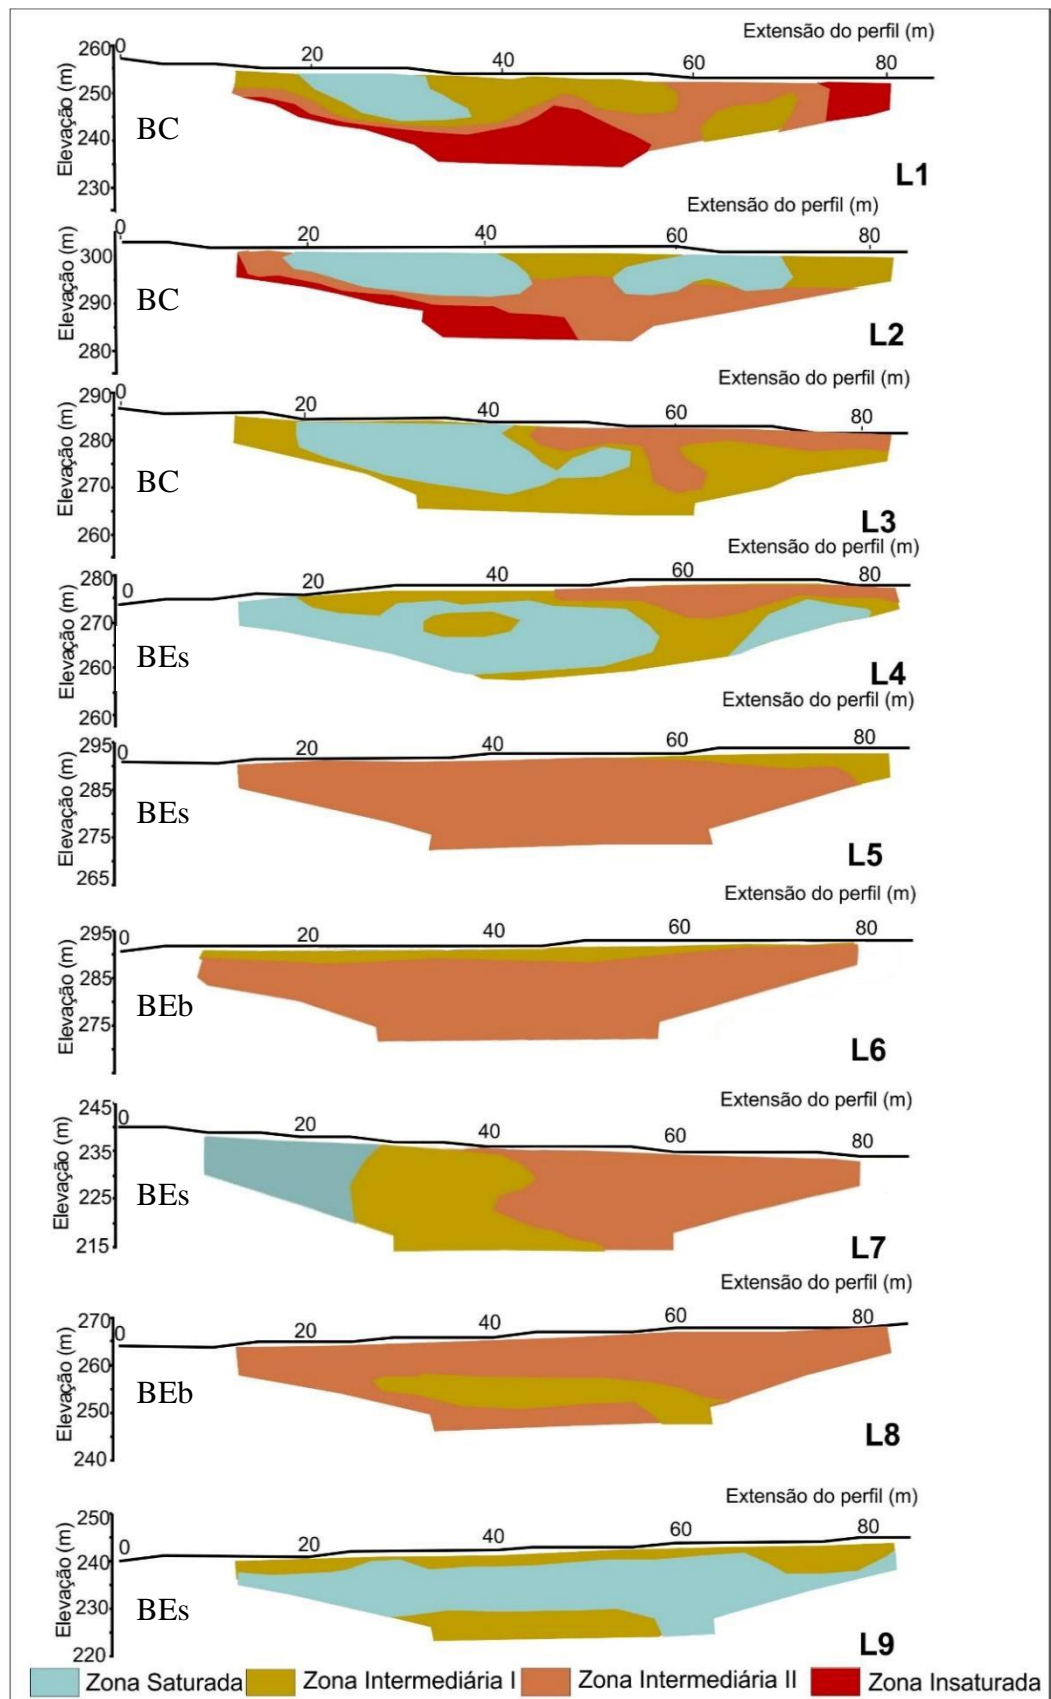 Extensão do perfil (m)
0 20 40 60 80
Elevação (m)
260
250
240
230
BC
L1
Extensão do perfil (m)
0 20 40 60 80
Elevação (m)
300
290
280
BC
L2
Extensão do perfil (m)
0 20 40 60 80
Elevação (m)
290
280
270
260
BC
L3
Extensão do perfil (m)
0 20 40 60 80
Elevação (m)
280
270
260
260
BEs
L4
Extensão do perfil (m)
0 20 40 60 80
Elevação (m)
295
285
275
265
BEs
L5
Extensão do perfil (m)
0 20 40 60 80
Elevação (m)
295
285
275
BEb
L6
Extensão do perfil (m)
0 20 40 60 80
Elevação (m)
245
235
225
215
BEs
L7
Extensão do perfil (m)
0 20 40 60 80
Elevação (m)
270
260
250
240
BEb
L8
Extensão do perfil (m)
0 20 40 60 80
Elevação (m)
250
240
230
220
BEs
L9
Zona Saturada Zona Intermediária I Zona Intermediária II Zona Insaturada